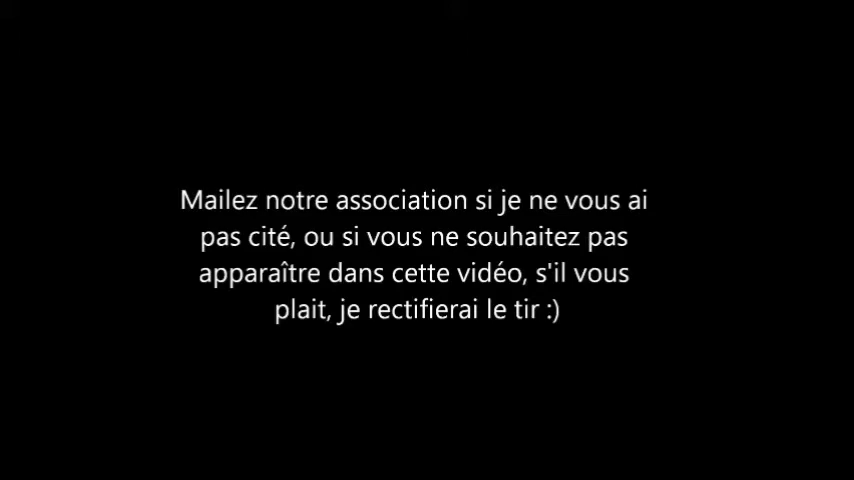 Mailez notre association si je ne vous ai
pas cité, ou si vous ne souhaitez pas
apparaître dans cette vidéo, s'il vous
plait, je rectifierai le tir :)